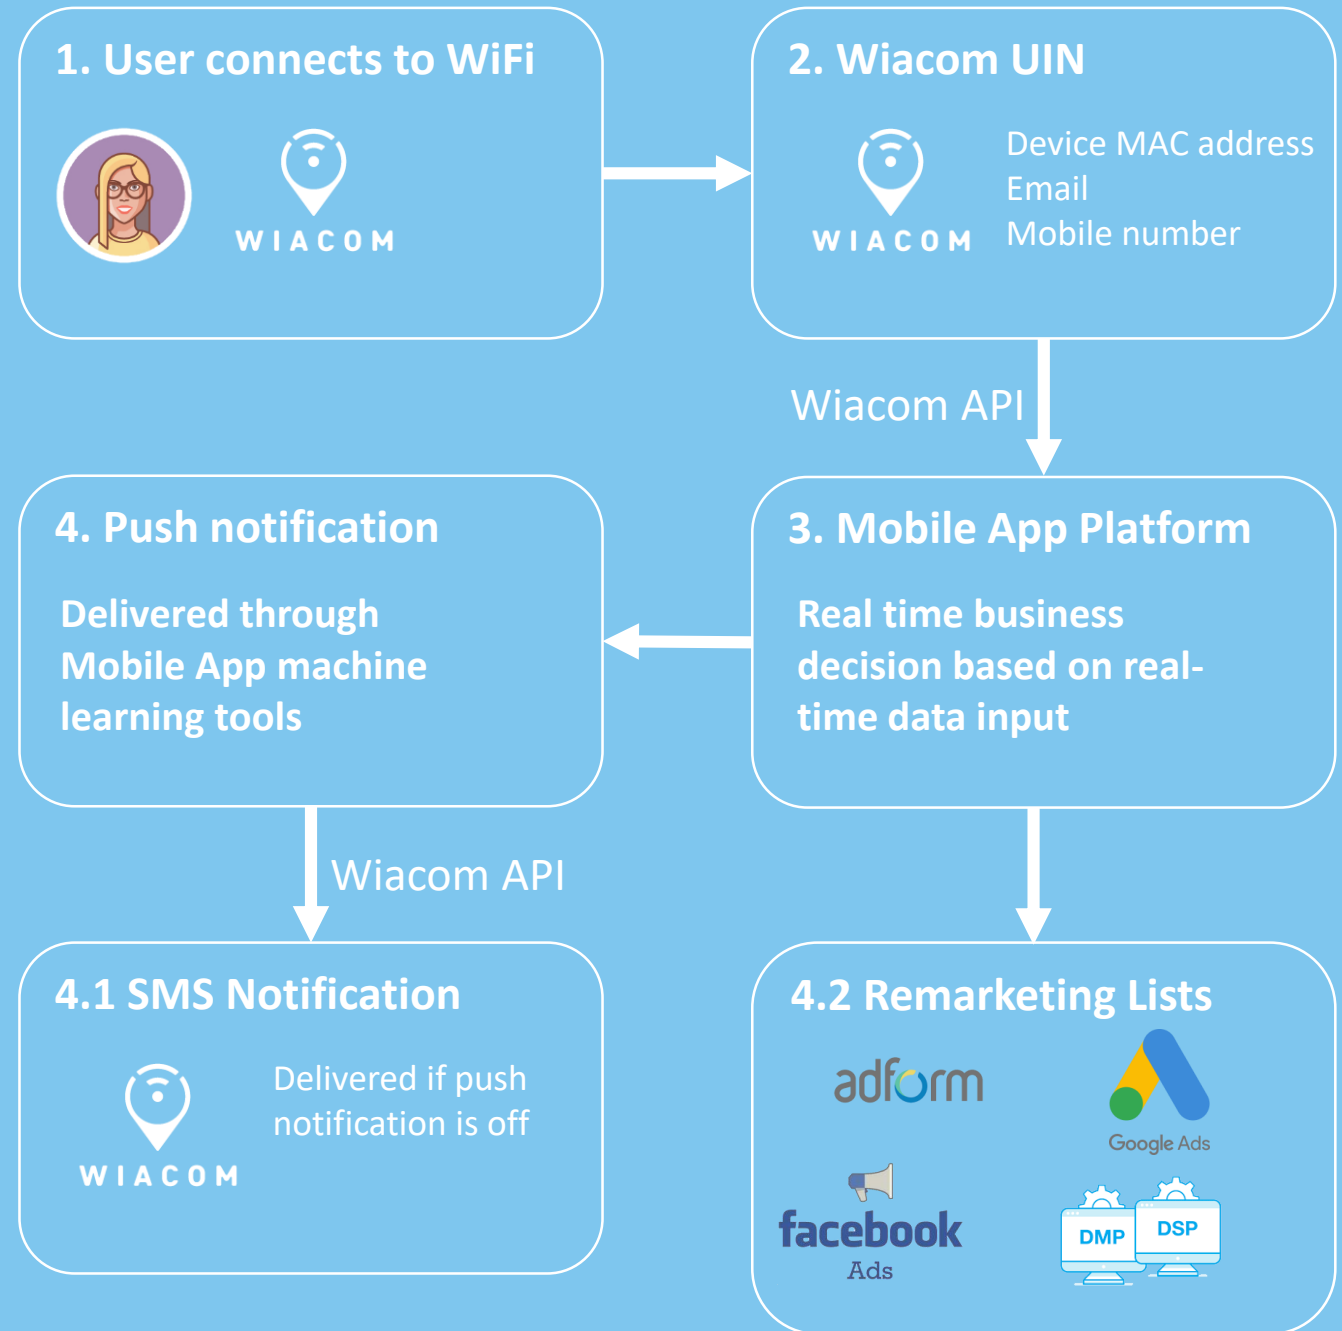 1. User connects to WiFi
WIACOM
2. Wiacom UIN
WIACOM
Device MAC address
Email
Mobile number
Wiacom API
3. Mobile App Platform
Real time business
decision based on real-
time data input
4. Push notification
Delivered through
Mobile App machine
learning tools
Wiacom API
4.1 SMS Notification
WIACOM
Delivered if push
notification is off
4.2 Remarketing Lists
adform
Google Ads
facebook
Ads
DMP
DSP